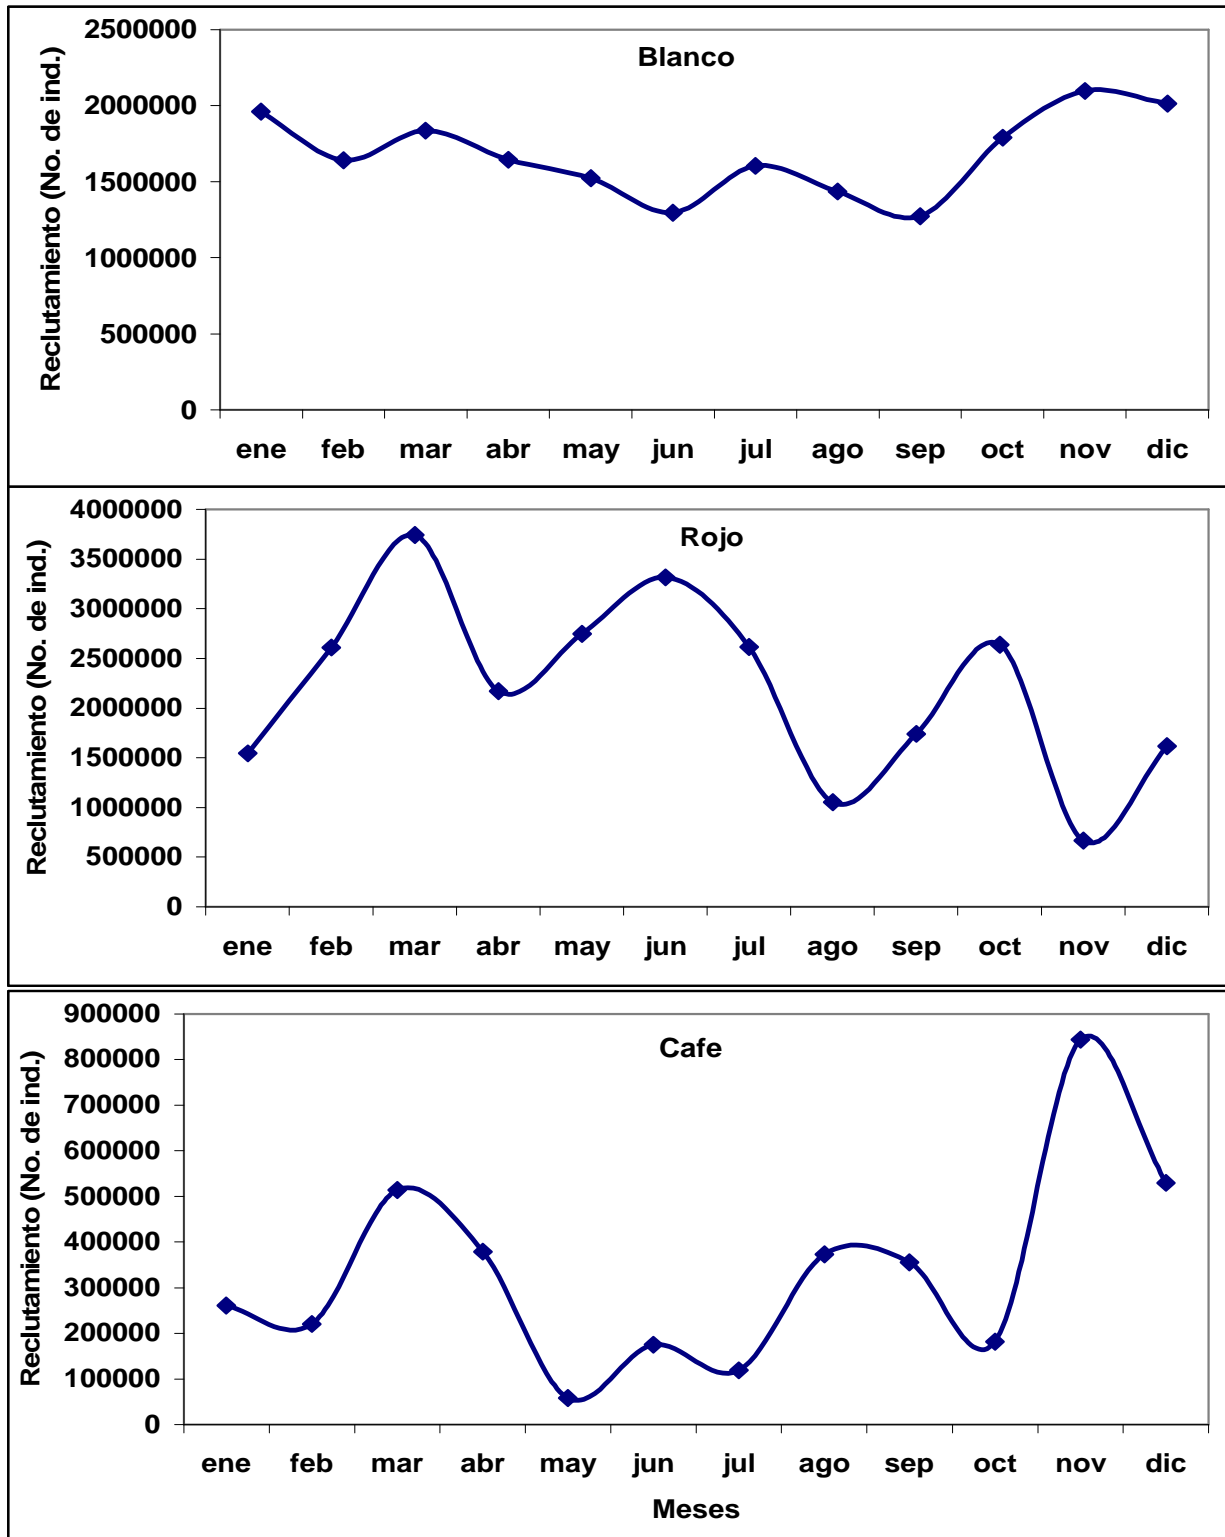 Blanco
Reclutamiento (No. de ind.)
2500000
2000000
1500000
1000000
500000
0
ene feb mar abr may jun jul ago sep oct nov dic
Rojo
Reclutamiento (No. de ind.)
4000000
3500000
3000000
2500000
2000000
1500000
1000000
500000
0
ene feb mar abr may jun jul ago sep oct nov dic
Cafe
Reclutamiento (No. de ind.)
900000
800000
700000
600000
500000
400000
300000
200000
100000
0
ene feb mar abr may jun jul ago sep oct nov dic
Meses